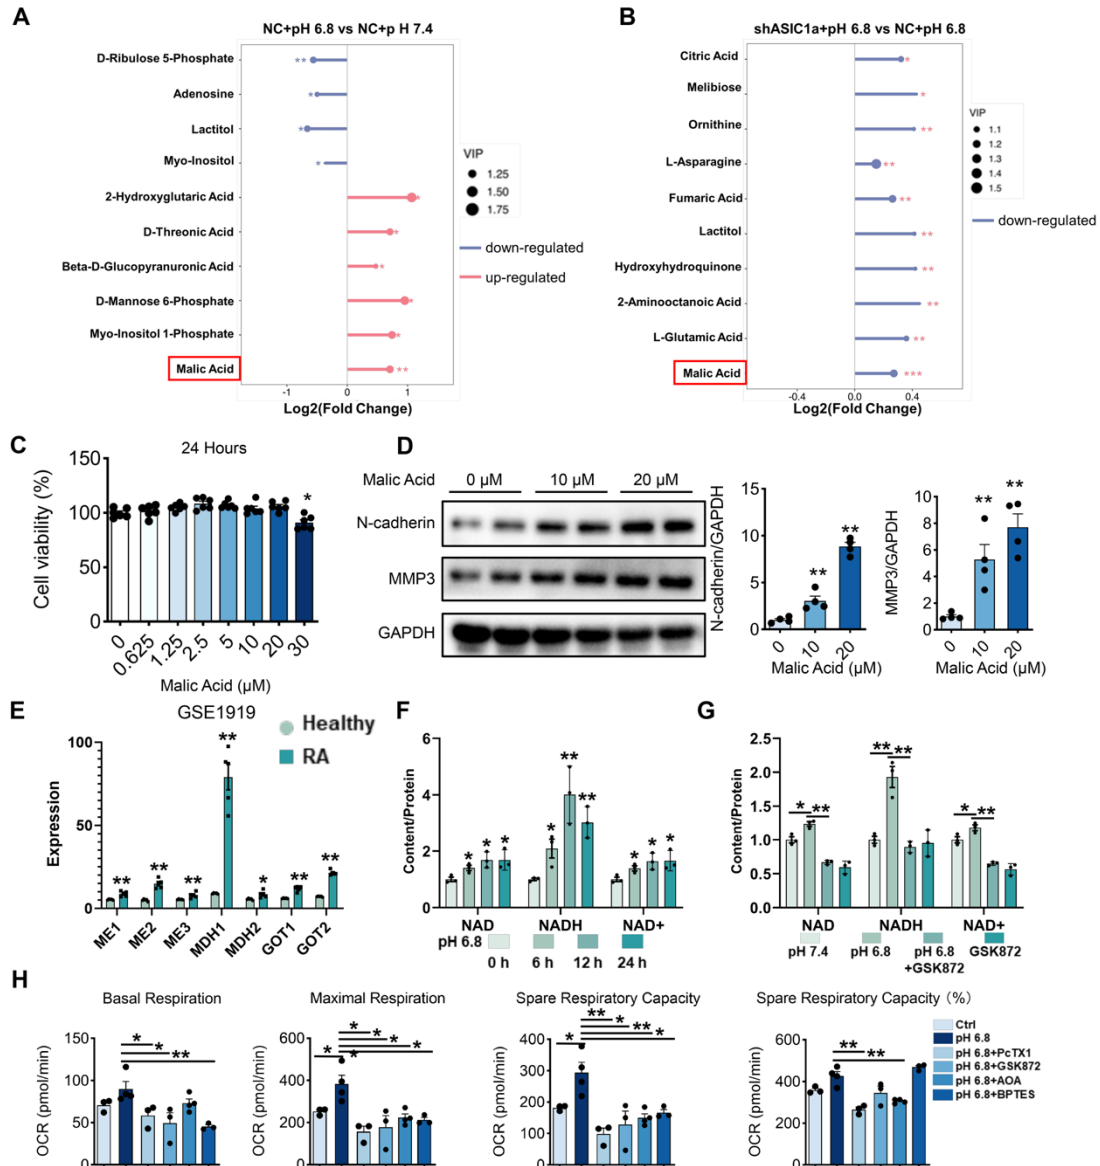 A
NC+pH 6.8 vs NC+p H 7.4
D-Ribulose 5-Phosphate
**
Adenosine
*
Lactitol
*
Myo-Inositol
*
2-Hydroxyglutaric Acid
*
D-Threonic Acid
*
Beta-D-Glucopyranuronic Acid
*
D-Mannose 6-Phosphate
*
Myo-Inositol 1-Phosphate
*
Malic Acid
**
-1 0 1
Log2(Fold Change)
VIP
1.25
1.50
1.75
down-regulated
up-regulated
B
shASIC1a+pH 6.8 vs NC+pH 6.8
Citric Acid
*
Melibiose
*
Ornithine
**
L-Asparagine
**
Fumaric Acid
**
Lactitol
**
Hydroxyhydroquinone
**
2-Aminooctanoic Acid
**
L-Glutamic Acid
**
Malic Acid
***
-0.4 0.0 0.4
Log2(Fold Change)
VIP
1.1
1.2
1.3
1.4
1.5
down-regulated
C
24 Hours
Cell viability (%)
150
100
50
0
*
0 0.625 1.25 2.5 5 10 20 30
Malic Acid (µM)
D
Malic Acid 0 µM 10 µM 20 µM
N-cadherin
MMP3
GAPDH
N-cadherin/GAPDH
15
10
5
0
** **
0 10 20
Malic Acid (µM)
MMP3/GAPDH
10
8
6
4
2
0
** **
0 10 20
Malic Acid (µM)
E
GSE1919
Healthy
RA
Expression
100
50
0
** ** ** ** * ** **
ME1 ME2 ME3 MDH1 MDH2 GOT1 GOT2
F
Content/Protein
6
4
2
0
* * * * ** ** * * *
NAD NADH NAD+
pH 6.8
0 h 6 h 12 h 24 h
G
Content/Protein
2.5
2.0
1.5
1.0
0.5
0.0
* ** ** ** * **
NAD NADH NAD+
pH 7.4 pH 6.8 pH 6.8 +GSK872 GSK872
H
Basal Respiration
OCR (pmol/min)
150
100
50
0
*
*
**
Maximal Respiration
OCR (pmol/min)
600
400
200
0
*
*
*
*
*
Spare Respiratory Capacity
OCR (pmol/min)
400
300
200
100
0
*
**
*
**
*
Spare Respiratory Capacity (%)
OCR (pmol/min)
600
400
200
0
**
**
Ctrl
pH 6.8
pH 6.8+PcTX1
pH 6.8+GSK872
pH 6.8+AOA
pH 6.8+BPTES